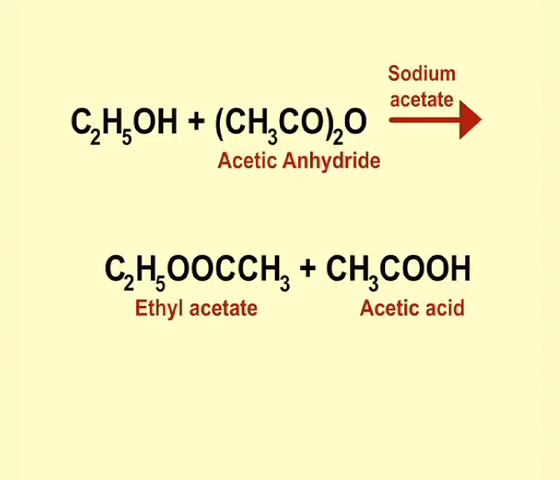 Sodium
acetate
C₂H₅OH + (CH₃CO)₂O
Acetic Anhydride
C₂H₅OOCCH₃ + CH₃COOH
Ethyl acetate Acetic acid